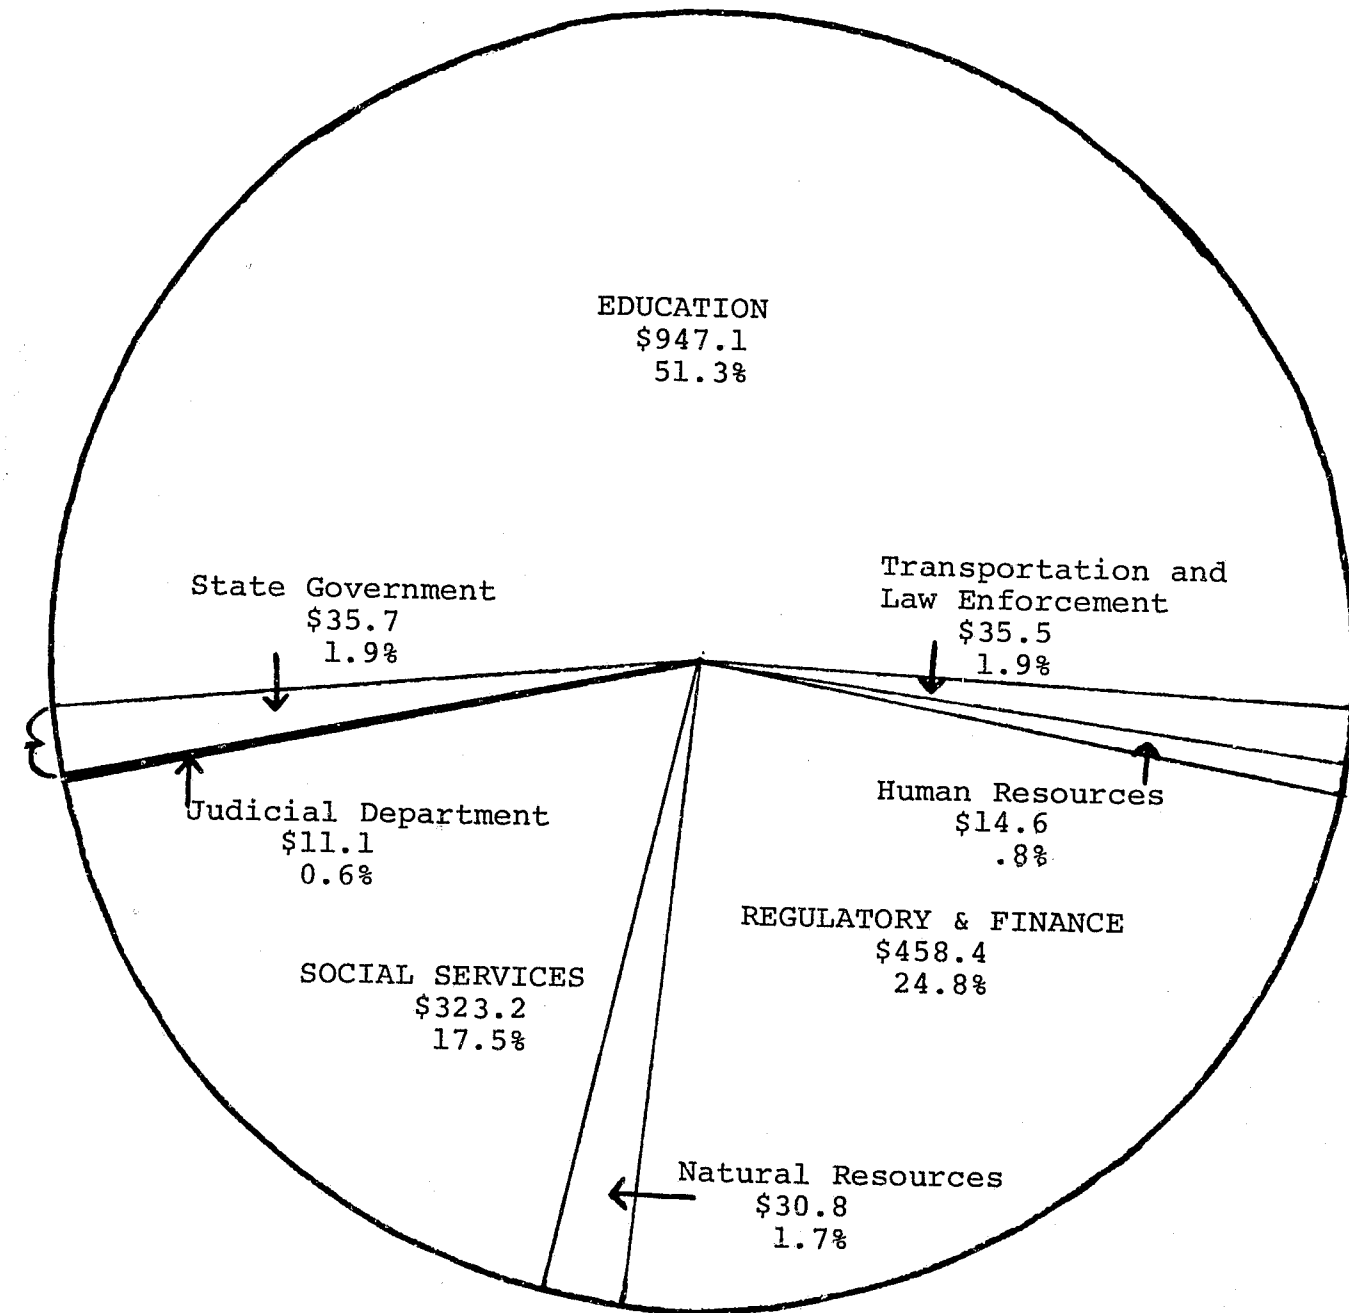 EDUCATION
$947.1
51.3%
State Government
$35.7
1.9%
Transportation and
Law Enforcement
$35.5
1.9%
Judicial Department
$11.1
0.6%
Human Resources
$14.6
.8%
REGULATORY & FINANCE
$458.4
24.8%
SOCIAL SERVICES
$323.2
17.5%
Natural Resources
$30.8
1.7%